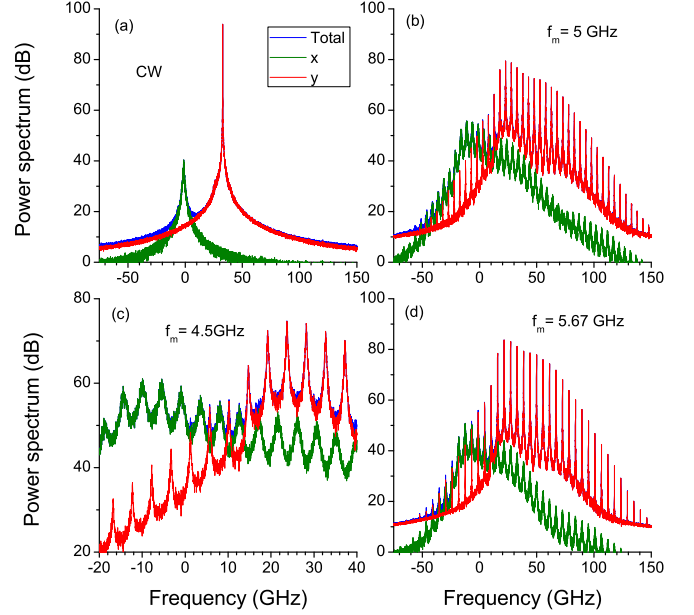 (a)
CW
Total
x
y
Power spectrum (dB)
100
80
60
40
20
0
-50
0
50
100
150
(b)
f_m = 5 GHz
100
80
60
40
20
0
-50
0
50
100
150
(c)
f_m= 4.5GHz
Power spectrum (dB)
80
60
40
20
-20
-10
0
10
20
30
40
Frequency (GHz)
(d)
f_m= 5.67 GHz
100
80
60
40
20
0
-50
0
50
100
150
Frequency (GHz)